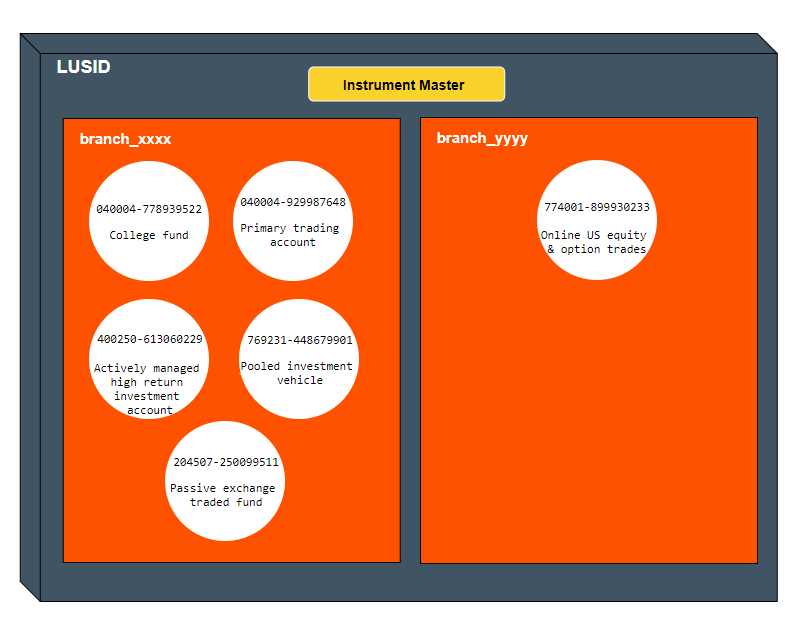 LUSID
Instrument Master
branch_xxxx
040004-778939522
College fund
040004-929987648
Primary trading
account
400250-613060229
Actively managed
high return
investment
account
769231-448679901
Pooled investment
vehicle
204507-250099511
Passive exchange
traded fund
branch_yyyy
774001-899930233
Online US equity
& option trades